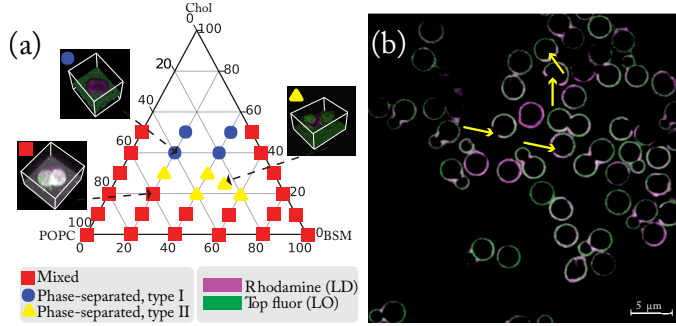 (a)
Chol
0
100
20
80
40
60
60
40
80
20
100
0
POPC
BSM
0
20
40
60
80
100
Mixed
Phase-separated, type I
Phase-separated, type II
Rhodamine (LD)
Top fluor (LO)
(b)
5 μm